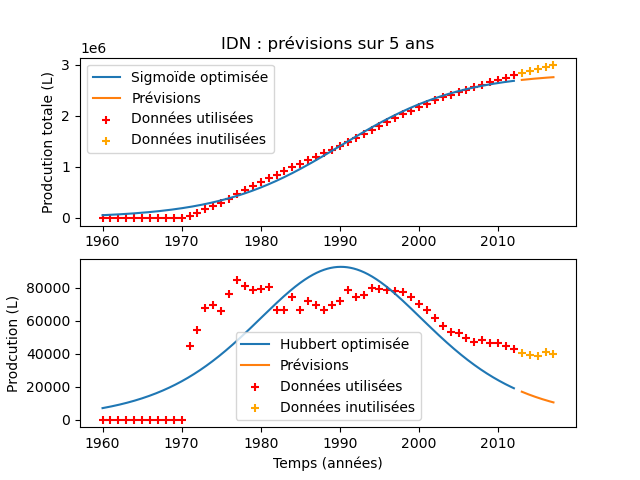 IDN : prévisions sur 5 ans
1e6
3
2
1
0
Prodcution totale (L)
Sigmoïde optimisée
Prévisions
Données utilisées
Données inutilisées
1960 1970 1980 1990 2000 2010
80000
60000
40000
20000
0
Prodcution (L)
Hubbert optimisée
Prévisions
Données utilisées
Données inutilisées
1960 1970 1980 1990 2000 2010
Temps (années)